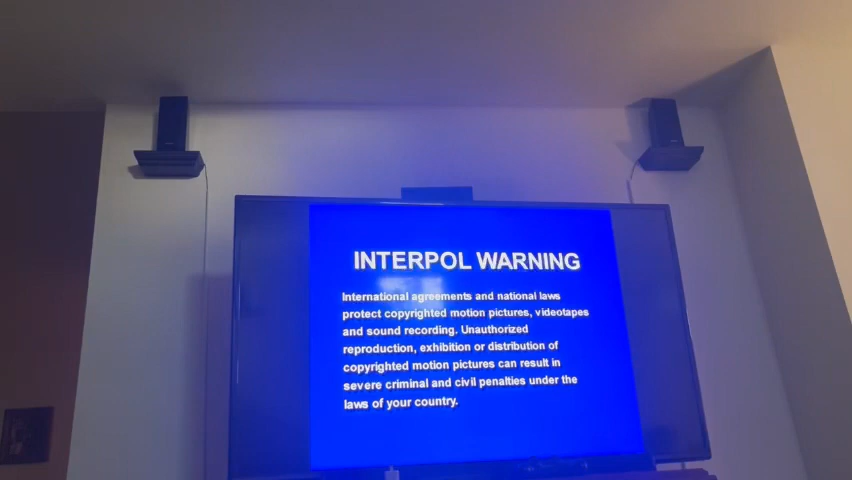 INTERPOL WARNING
International agreements and national laws
protect copyrighted motion pictures, videotapes
and sound recording. Unauthorized
reproduction, exhibition or distribution of
copyrighted motion pictures can result in
severe criminal and civil penalties under the
laws of your country.